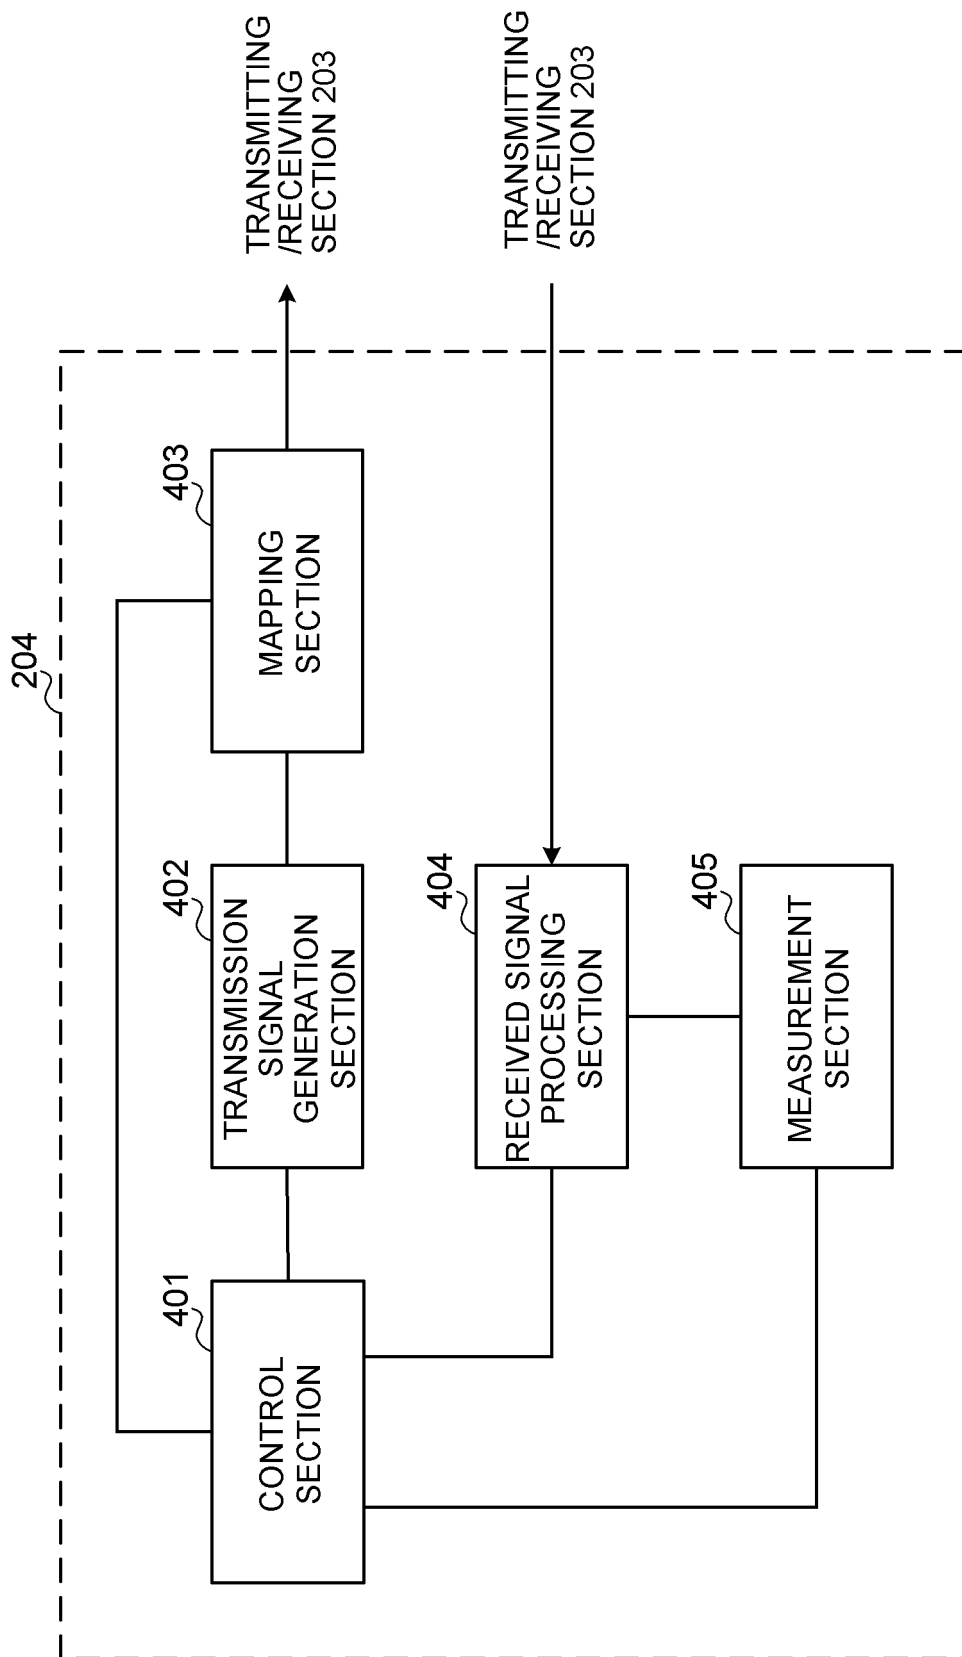 204
401
CONTROL
SECTION
402
TRANSMISSION
SIGNAL
GENERATION
SECTION
403
MAPPING
SECTION
TRANSMITTING
/RECEIVING
SECTION 203
404
RECEIVED SIGNAL
PROCESSING
SECTION
TRANSMITTING
/RECEIVING
SECTION 203
405
MEASUREMENT
SECTION